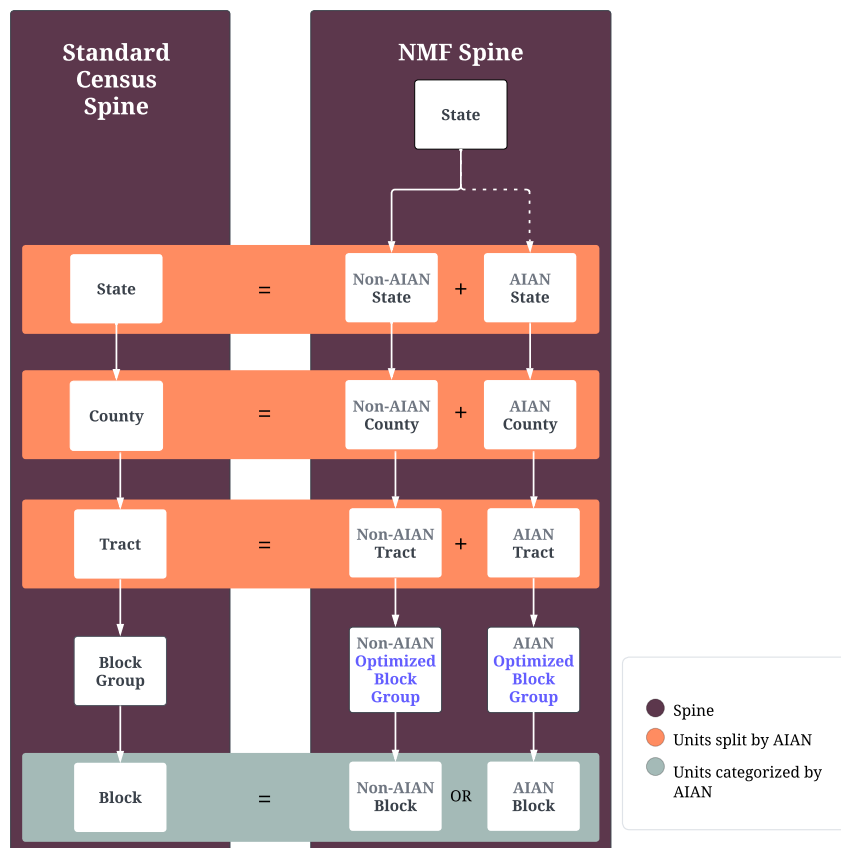 Standard
Census
Spine
NMF Spine
State
State
=
Non-AIAN
State
+
AIAN
State
County
=
Non-AIAN
County
+
AIAN
County
Tract
=
Non-AIAN
Tract
+
AIAN
Tract
Block
Group
Non-AIAN
Optimized
Block
Group
AIAN
Optimized
Block
Group
Block
=
Non-AIAN
Block
OR
AIAN
Block
Spine
Units split by AIAN
Units categorized by
AIAN